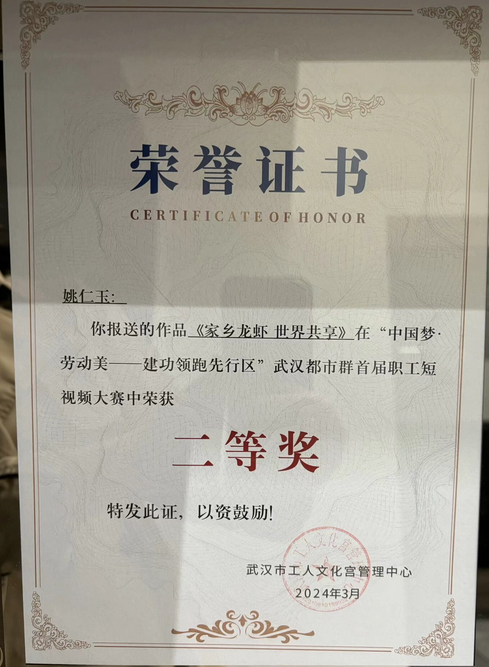 荣誉证书
CERTIFICATE OF HONOR
姚仁玉:
你报送的作品《家乡龙虾 世界共享》在“中国梦·
劳动美——建功领跑先行区”武汉都市群首届职工短
视频大赛中荣获
二等奖
特发此证，以资鼓励！
武汉市工人文化宫管理中心
2024年3月